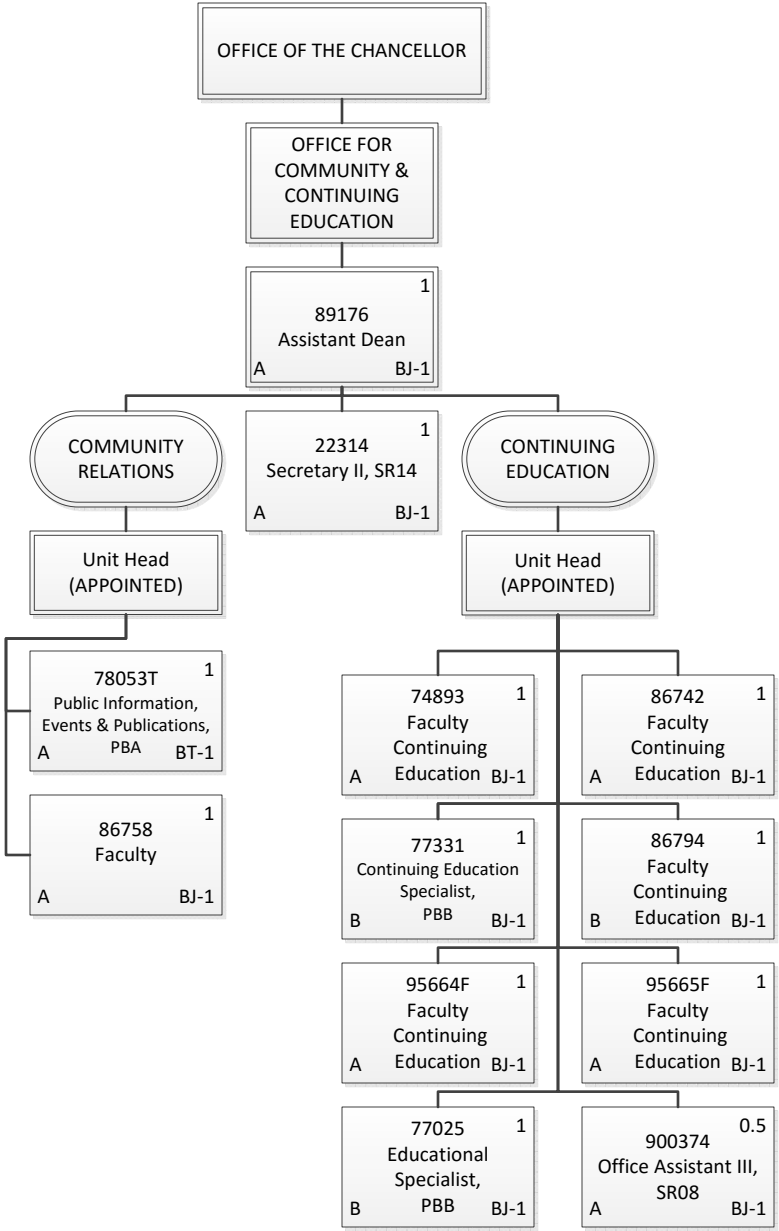 OFFICE OF THE CHANCELLOR
OFFICE FOR
COMMUNITY &
CONTINUING
EDUCATION
1
89176
Assistant Dean
A BJ-1
COMMUNITY
RELATIONS
1
22314
Secretary II, SR14
A BJ-1
CONTINUING
EDUCATION
Unit Head
(APPOINTED)
Unit Head
(APPOINTED)
78053T 1
Public Information,
Events & Publications,
PBA
A BT-1
86758 1
Faculty
A BJ-1
74893 1
Faculty
Continuing
Education
A BJ-1
86742 1
Faculty
Continuing
Education
A BJ-1
77331 1
Continuing Education
Specialist,
PBB
B BJ-1
86794 1
Faculty
Continuing
Education
B BJ-1
95664F 1
Faculty
Continuing
Education
A BJ-1
95665F 1
Faculty
Continuing
Education
A BJ-1
77025 1
Educational
Specialist,
PBB
B BJ-1
0.5
900374
Office Assistant III,
SR08
A BJ-1